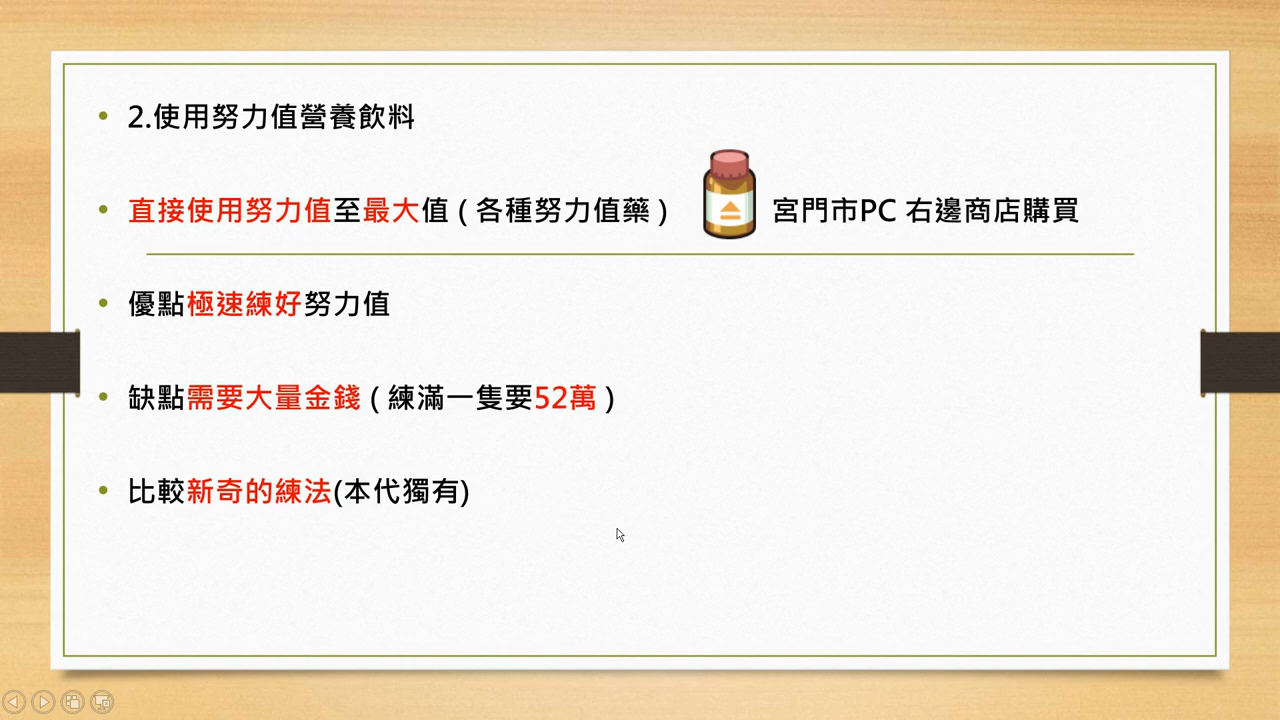 2.使用努力值營養飲料
直接使用努力值至最大值 ( 各種努力值藥 ) 宮門市PC 右邊商店購買
優點極速練好努力值
缺點需要大量金錢 ( 練滿一隻要52萬 )
比較新奇的練法(本代獨有)